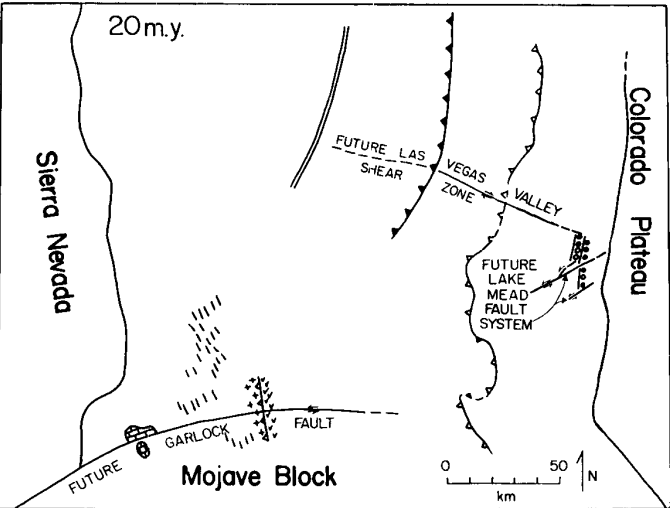 20 m.y.
Sierra Nevada
Colorado Plateau
FUTURE LAS VEGAS VALLEY
SHEAR ZONE
FUTURE
LAKE
MEAD
FAULT
SYSTEM
FUTURE GARLOCK FAULT
Mojave Block
0 50
km
N